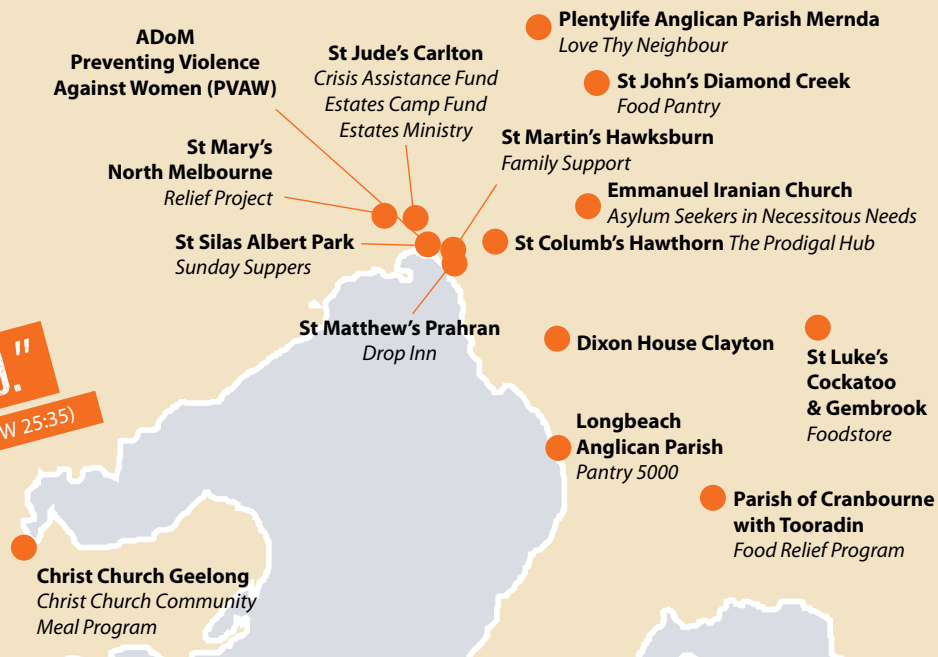 Plentylife Anglican Parish Mernda
Love Thy Neighbour
ADoM
Preventing Violence
Against Women (PVAW)
St Jude's Carlton
Crisis Assistance Fund
Estates Camp Fund
Estates Ministry
St John's Diamond Creek
Food Pantry
St Martin's Hawksburn
Family Support
St Mary's
North Melbourne
Relief Project
Emmanuel Iranian Church
Asylum Seekers in Necessitous Needs
St Silas Albert Park
Sunday Suppers
St Columb's Hawthorn The Prodigal Hub
St Matthew's Prahran
Drop Inn
Dixon House Clayton
St Luke's
Cockatoo
& Gembrook
Foodstore
."
W 25:35)
Longbeach
Anglican Parish
Pantry 5000
Parish of Cranbourne
with Tooradin
Food Relief Program
Christ Church Geelong
Christ Church Community
Meal Program